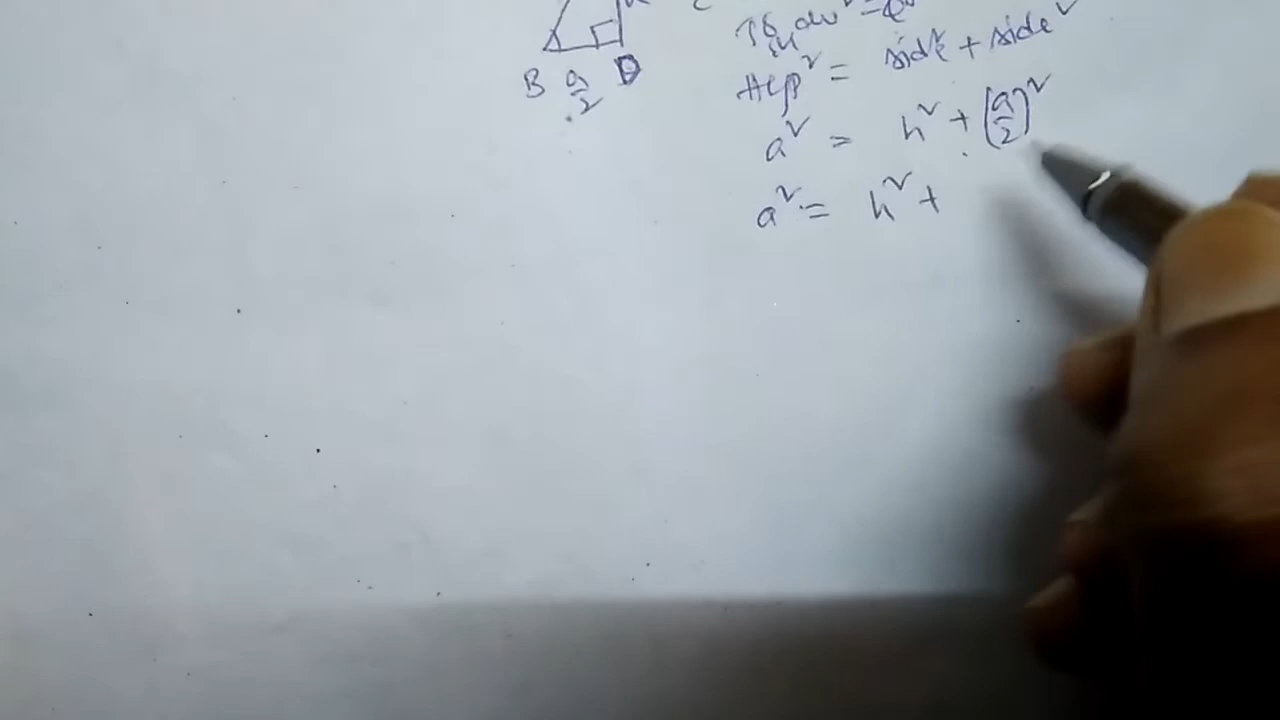 B a/2 D
Hyp² = side² + side²
a² = h² + (a/2)²
a² = h² +